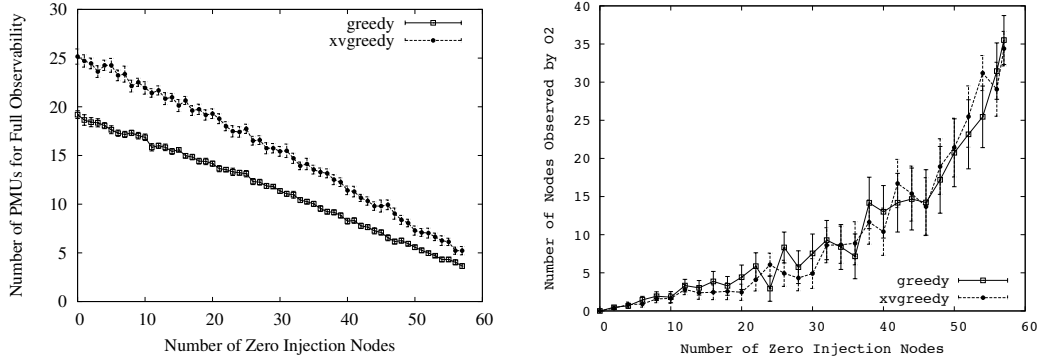 Number of PMUs for Full Observability
30
25
20
15
10
5
0
greedy
xvgreedy
0 10 20 30 40 50 60
Number of Zero Injection Nodes
Number of Nodes Observed by O2
40
35
30
25
20
15
10
5
0
greedy
xvgreedy
0 10 20 30 40 50 60
Number of Zero Injection Nodes